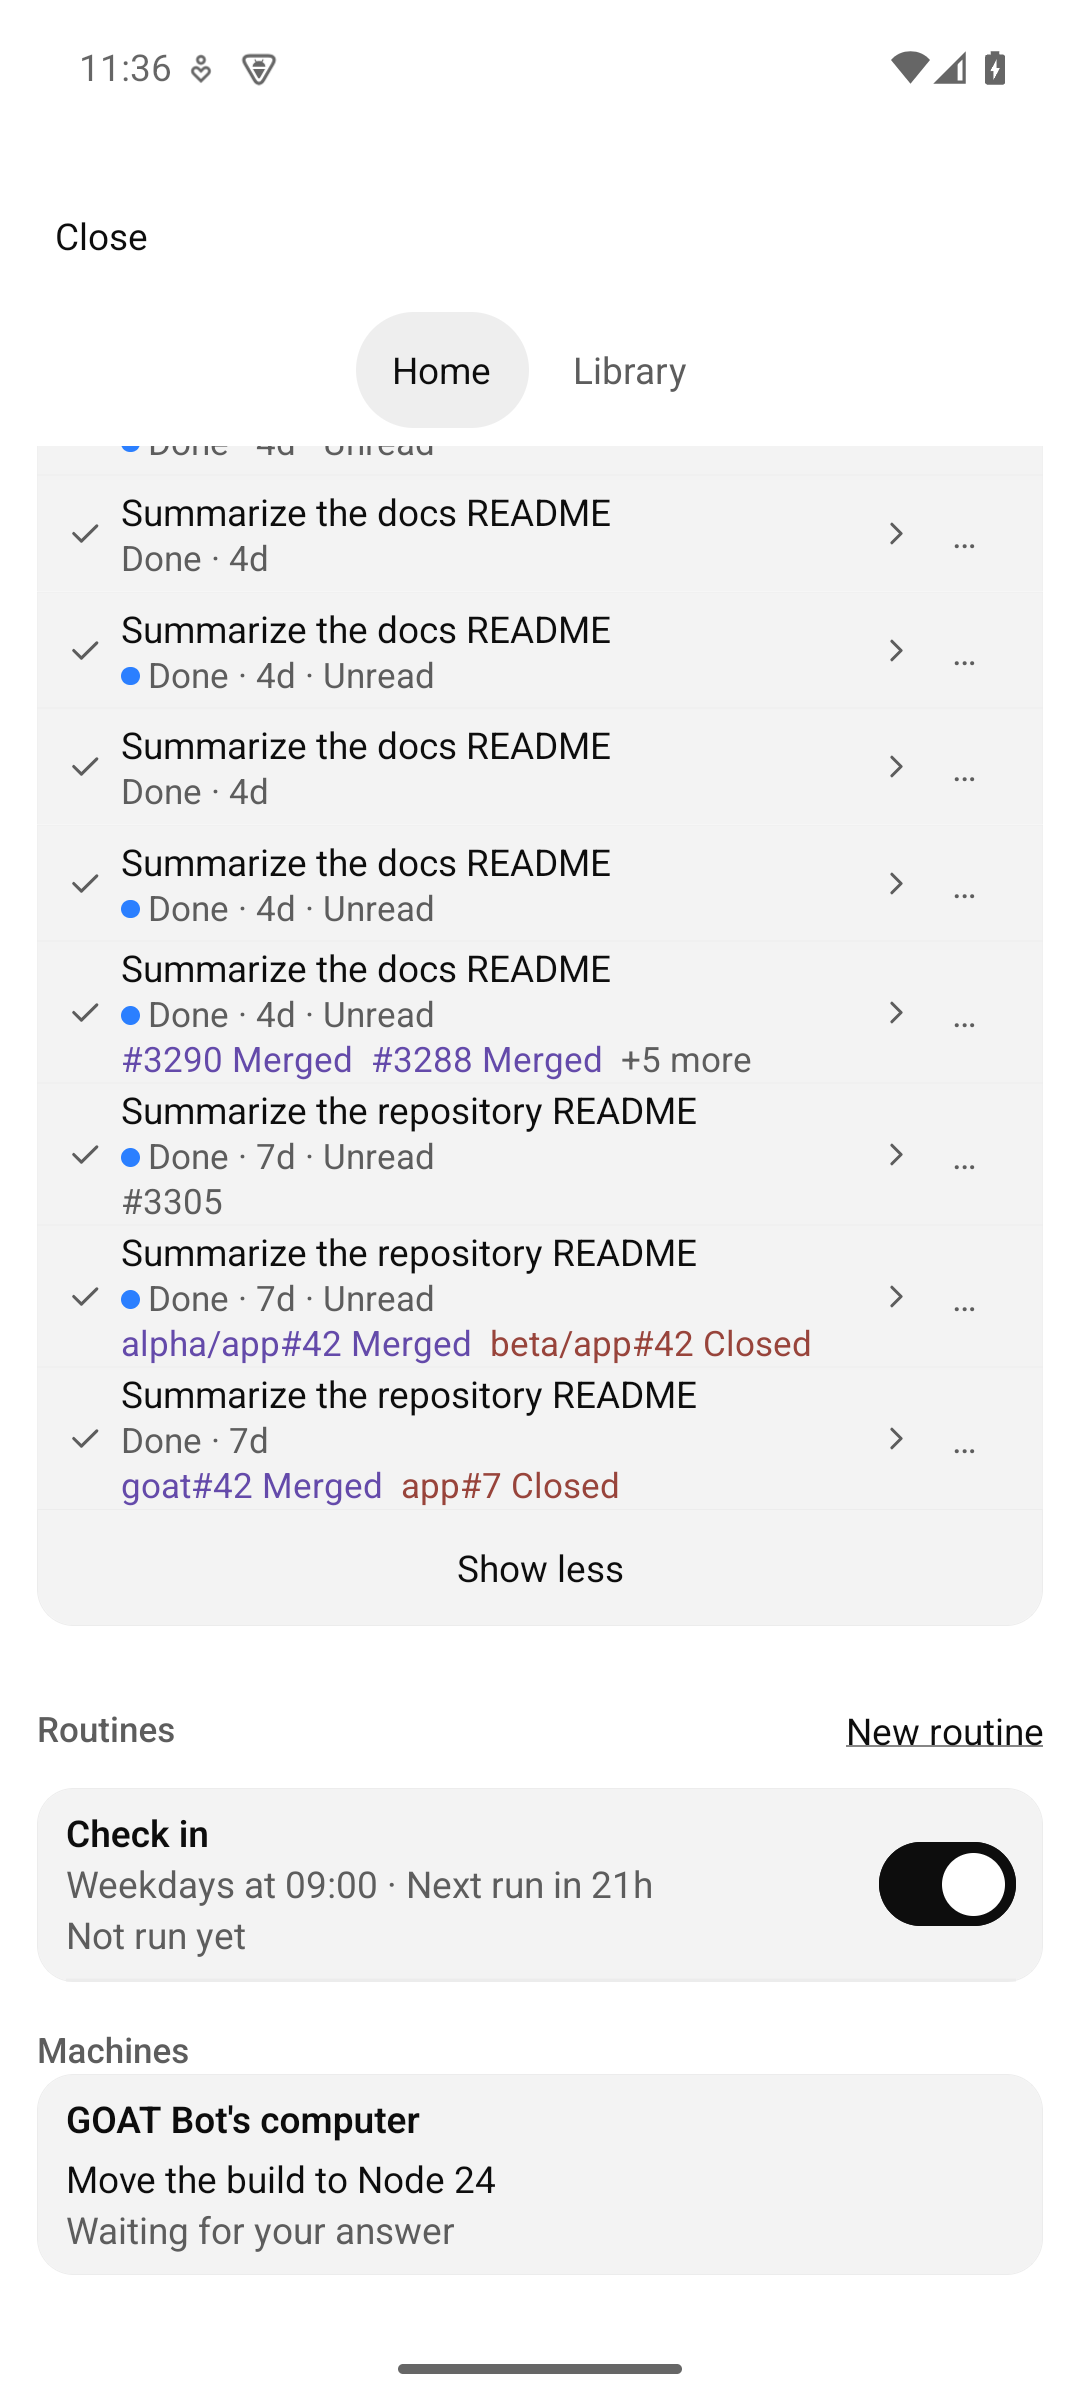 11:36
Close
Home
Library
Done · 4d · Unread
Summarize the docs README
Done · 4d
...
Summarize the docs README
Done · 4d · Unread
...
Summarize the docs README
Done · 4d
...
Summarize the docs README
Done · 4d · Unread
...
Summarize the docs README
Done · 4d · Unread
#3290 Merged #3288 Merged +5 more
...
Summarize the repository README
Done · 7d · Unread
#3305
...
Summarize the repository README
Done · 7d · Unread
alpha/app#42 Merged beta/app#42 Closed
...
Summarize the repository README
Done · 7d
goat#42 Merged app#7 Closed
...
Show less
Routines
New routine
Check in
Weekdays at 09:00 · Next run in 21h
Not run yet
Machines
GOAT Bot's computer
Move the build to Node 24
Waiting for your answer